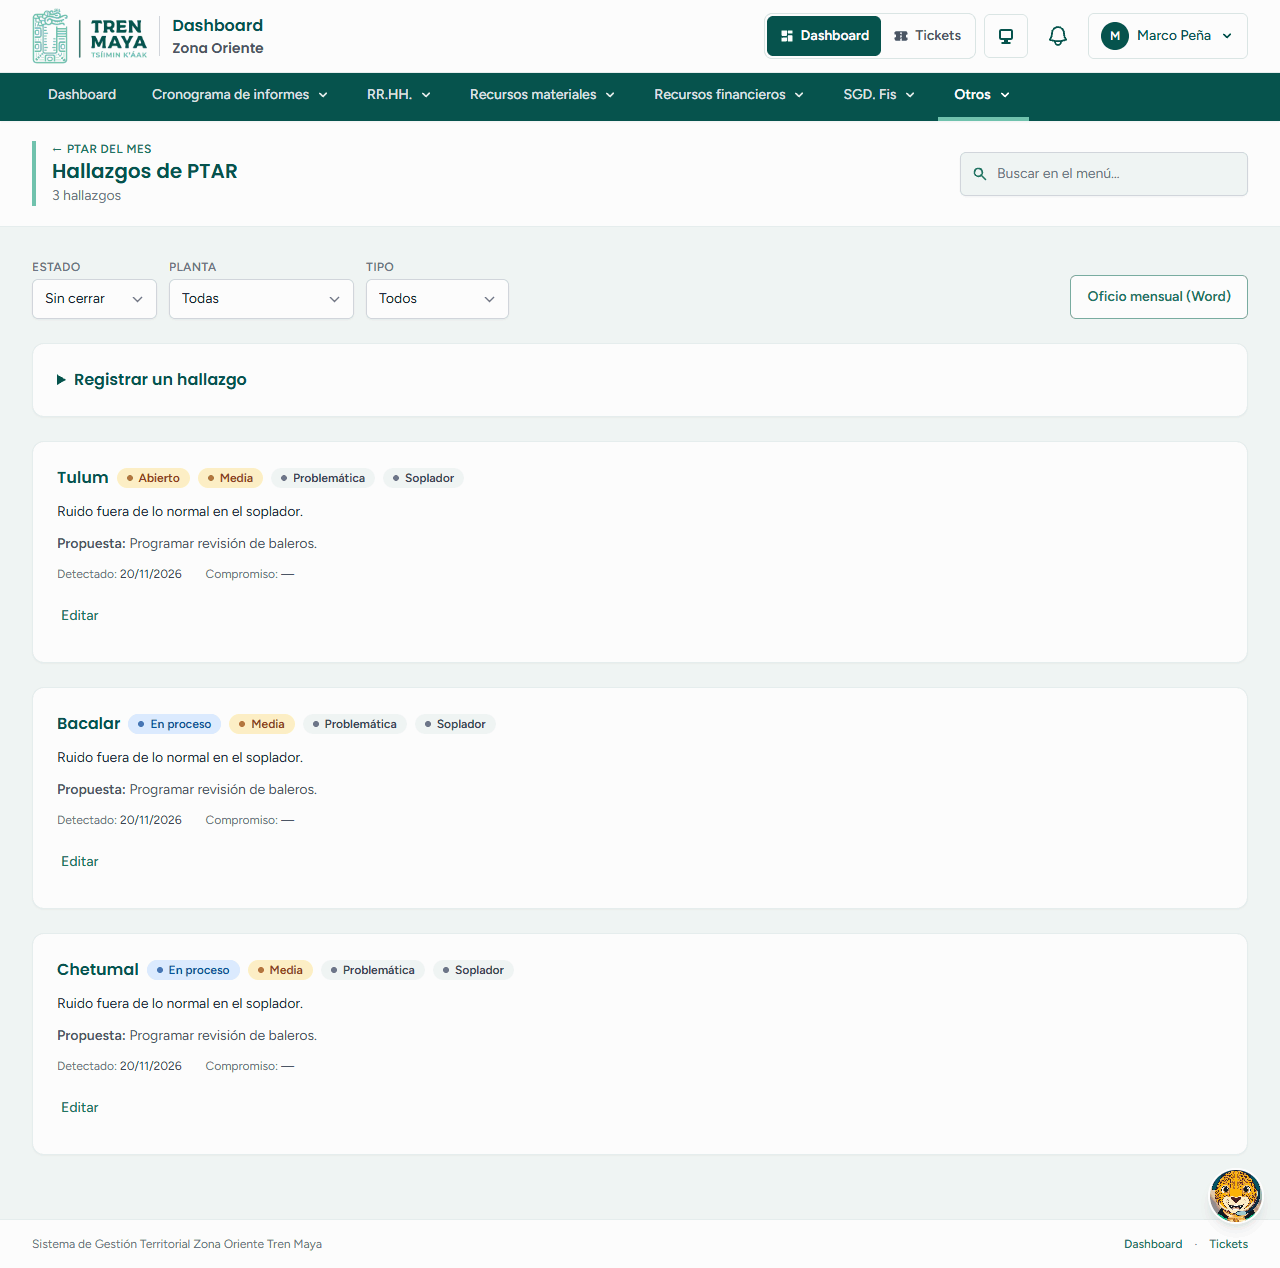 TREN
MAYA
TSÍIMIN K'ÁAK
Dashboard
Zona Oriente
Dashboard
Tickets
M
Marco Peña
Dashboard
Cronograma de informes
RR.HH.
Recursos materiales
Recursos financieros
SGD. Fis
Otros
← PTAR DEL MES
Hallazgos de PTAR
3 hallazgos
Buscar en el menú...
ESTADO
PLANTA
TIPO
Sin cerrar
Todas
Todos
Oficio mensual (Word)
Registrar un hallazgo
Tulum
Abierto
Media
Problemática
Soplador
Ruido fuera de lo normal en el soplador.
Propuesta: Programar revisión de baleros.
Detectado: 20/11/2026 Compromiso: —
Editar
Bacalar
En proceso
Media
Problemática
Soplador
Ruido fuera de lo normal en el soplador.
Propuesta: Programar revisión de baleros.
Detectado: 20/11/2026 Compromiso: —
Editar
Chetumal
En proceso
Media
Problemática
Soplador
Ruido fuera de lo normal en el soplador.
Propuesta: Programar revisión de baleros.
Detectado: 20/11/2026 Compromiso: —
Editar
Sistema de Gestión Territorial Zona Oriente Tren Maya
Dashboard · Tickets